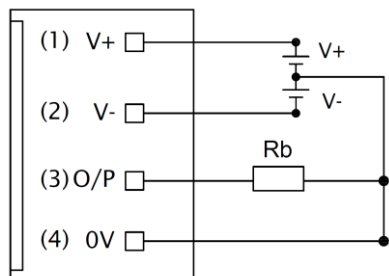 (1) V+
V+
(2) V-
V-
Rb
(3) O/P
(4) 0V